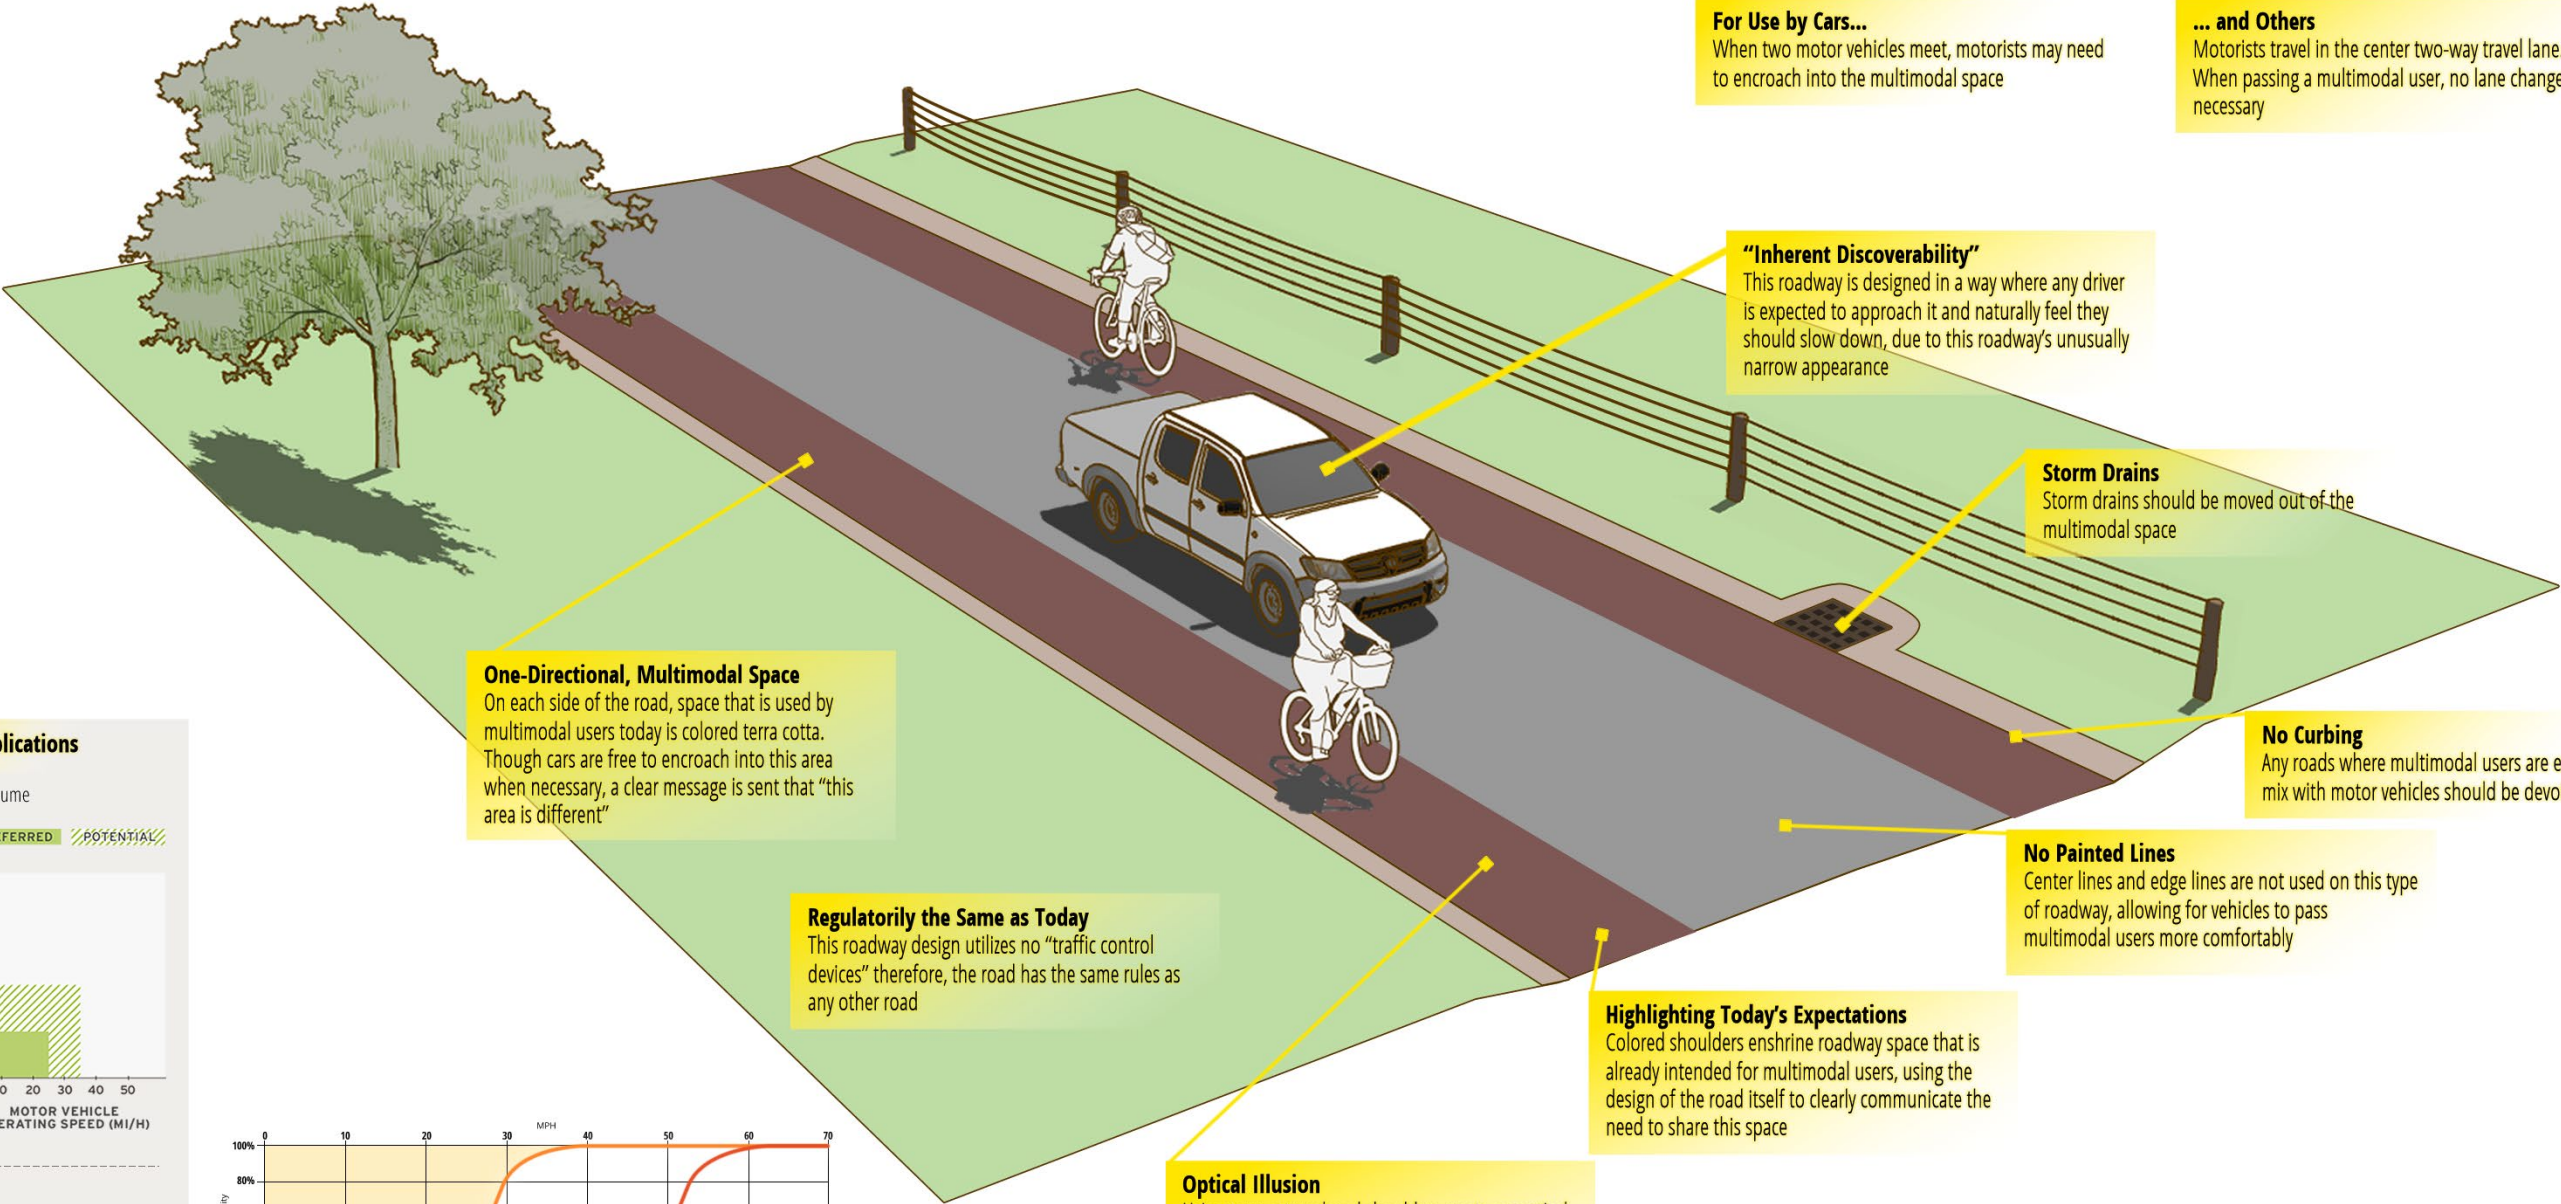 For Use by Cars...
When two motor vehicles meet, motorists may need
to encroach into the multimodal space
... and Others
Motorists travel in the center two-way travel lane
When passing a multimodal user, no lane change
necessary
“Inherent Discoverability”
This roadway is designed in a way where any driver
is expected to approach it and naturally feel they
should slow down, due to this roadway’s unusually
narrow appearance
Storm Drains
Storm drains should be moved out of the
multimodal space
One-Directional, Multimodal Space
On each side of the road, space that is used by
multimodal users today is colored terra cotta.
Though cars are free to encroach into this area
when necessary, a clear message is sent that “this
area is different”
No Curbing
Any roads where multimodal users are
mix with motor vehicles should be
No Painted Lines
Center lines and edge lines are not used on this type
of roadway, allowing for vehicles to pass
multimodal users more comfortably
Regulatorily the Same as Today
This roadway design utilizes no “traffic control
devices” therefore, the road has the same rules as
any other road
Highlighting Today’s Expectations
Colored shoulders enshrine roadway space that is
already intended for multimodal users, using the
design of the road itself to clearly communicate the
need to share this space
Optical Illusion
POTENTIAL
20 30 40 50
MOTOR VEHICLE
SPEED (MI/H)
MPH
0 10 20 30 40 50 60 70
100%
80%